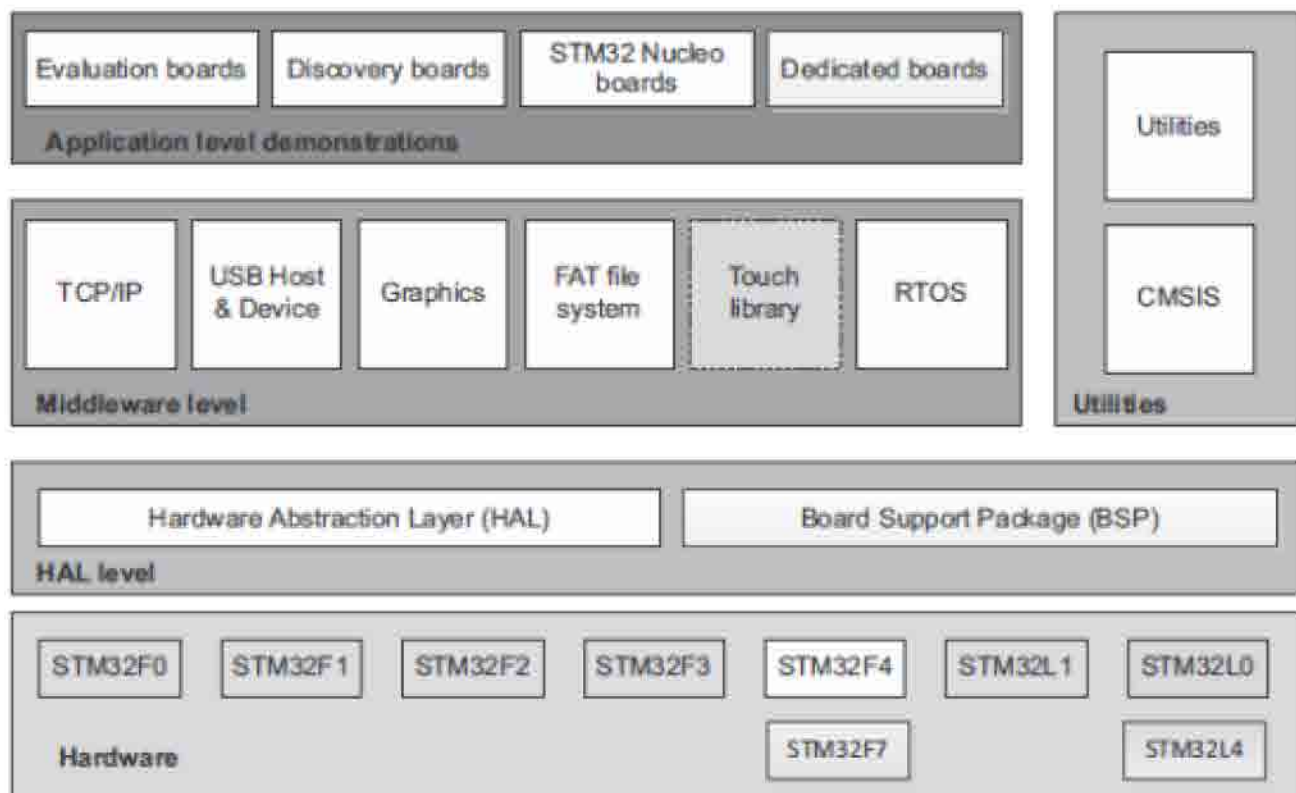 Evaluation boards
Discovery boards
STM32 Nucleo
boards
Dedicated boards
Application level demonstrations
TCP/IP
USB Host
& Device
Graphics
FAT file
system
Touch
library
RTOS
Middleware level
Utilities
CMSIS
Utilities
Hardware Abstraction Layer (HAL)
Board Support Package (BSP)
HAL level
STM32F0
STM32F1
STM32F2
STM32F3
STM32F4
STM32L1
STM32L0
STM32F7
STM32L4
Hardware